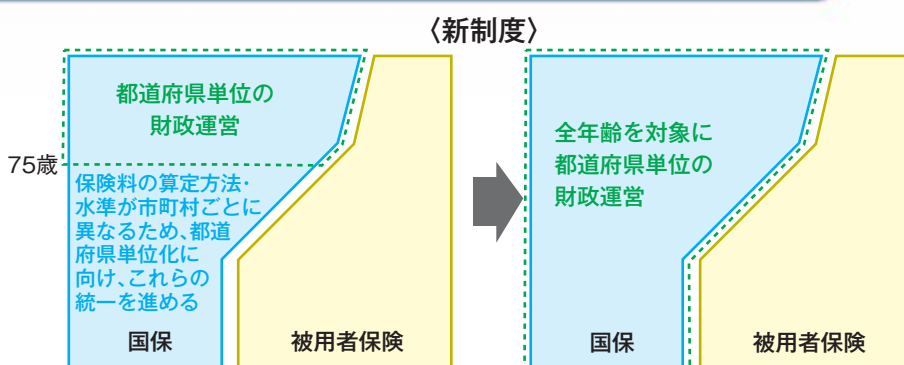 〈新制度〉
都道府県単位の
財政運営
75歳
保険料の算定方法・
水準が市町村ごとに
異なるため、都道
府県単位化に
向け、これらの
統一を進める
国保
被用者保険
全年齢を対象に
都道府県単位の
財政運営
国保
被用者保険